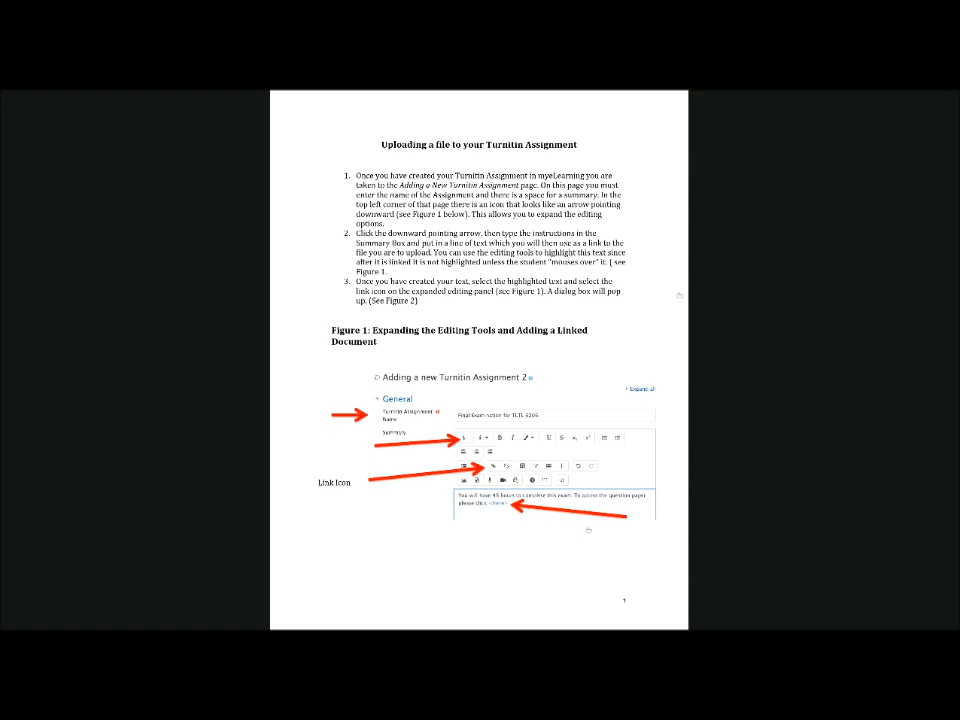 Uploading a file to your Turnitin Assignment
1. Once you have created your Turnitin Assignment in myeLearning you are
taken to the Adding a New Turnitin Assignment page. On this page you must
enter the name of the Assignment and there is a space for a summary. In the
top left corner of that page there is an icon that looks like an arrow pointing
downward (see Figure 1 below). This allows you to expand the editing
options.
2. Click the downward pointing arrow, then type the instructions in the
Summary Box and put in a line of text which you will then use as a link to the
file you are to upload. You can use the editing tools to highlight this text since
after it is linked it is not highlighted unless the student "mouses over" it. ( see
Figure 1.
3. Once you have created your text, select the highlighted text and select the
link icon on the expanded editing panel (see Figure 1). A dialog box will pop
up. (See Figure 2)
Figure 1: Expanding the Editing Tools and Adding a Linked
Document
Adding a new Turnitin Assignment 2
Expand all
General
Turnitin Assignment
Name
Final Examination for TLTL 6206
Summary
B I
Link Icon
You will have 48 hours to complete this exam. To access the question paper
please click <here>
1